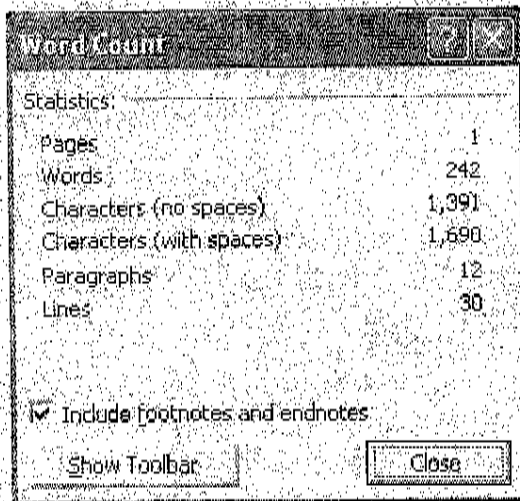 Word Count
Statistics:
Pages 1
Words 242
Characters (no spaces) 1,391
Characters (with spaces) 1,690
Paragraphs 12
Lines 30
Include footnotes and endnotes
Show Toolbar Close